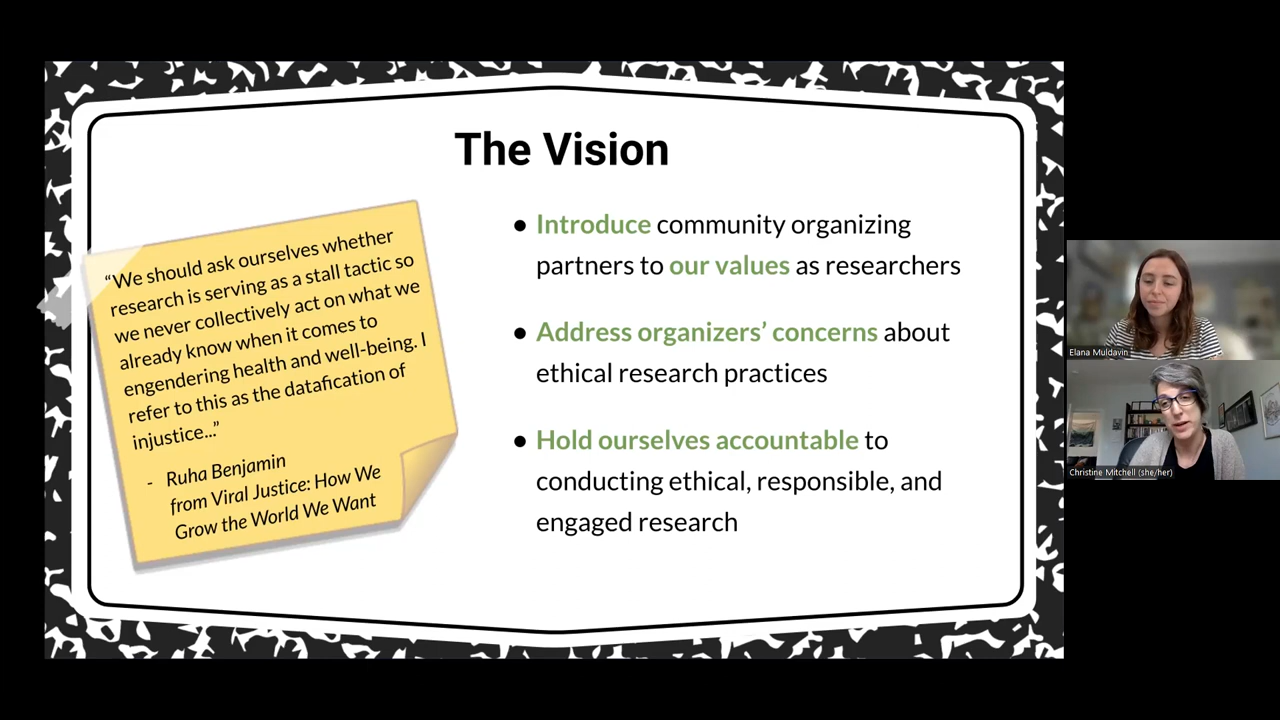 The Vision
“We should ask ourselves whether
research is serving as a stall tactic so
we never collectively act on what we
already know when it comes to
engendering health and well-being. I
refer to this as the datafication of
injustice...”
- Ruha Benjamin
from Viral Justice: How We
Grow the World We Want
● Introduce community organizing
partners to our values as researchers
● Address organizers’ concerns about
ethical research practices
● Hold ourselves accountable to
conducting ethical, responsible, and
engaged research
Elana Muldavin
Christine Mitchell (she/her)